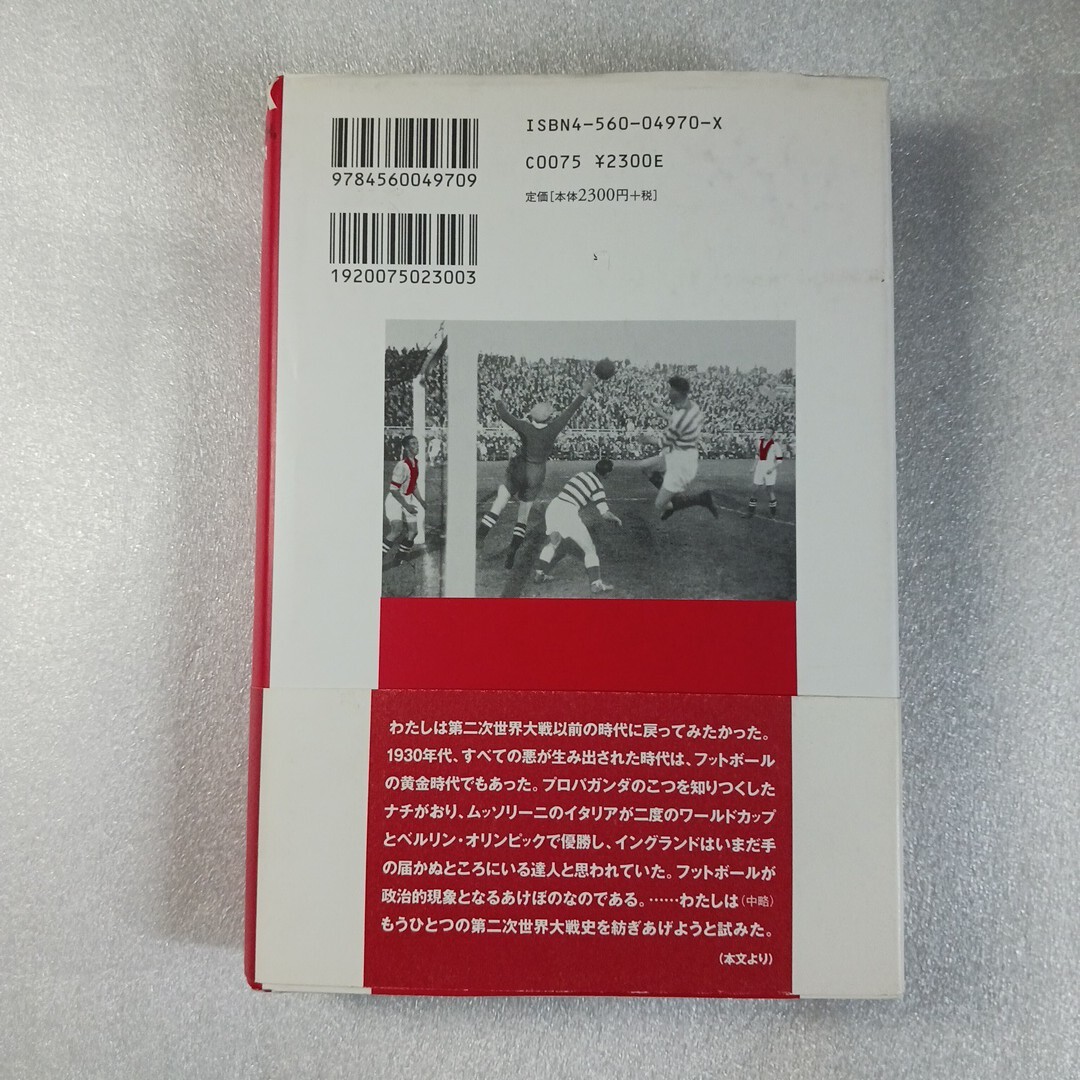 9784560049709
ISBN4-560-04970-X
C0075 ¥2300E
定価[本体2300円+税]
1920075023003
わたしは第二次世界大戦以前の時代に戻ってみたかった。
1930年代、すべての悪が生み出された時代は、フットボール
の黄金時代でもあった。プロパガンダのこつを知りつくした
ナチがおり、ムッソリーニのイタリアが二度のワールドカップ
とベルリン・オリンピックで優勝し、イングランドはいまだ手
の届かぬところにいる達人と思われていた。フットボールが
政治的現象となるあけぼのなのである。……わたしは(中略)
もうひとつの第二次世界大戦史を紡ぎあげようと試みた。
(本文より)